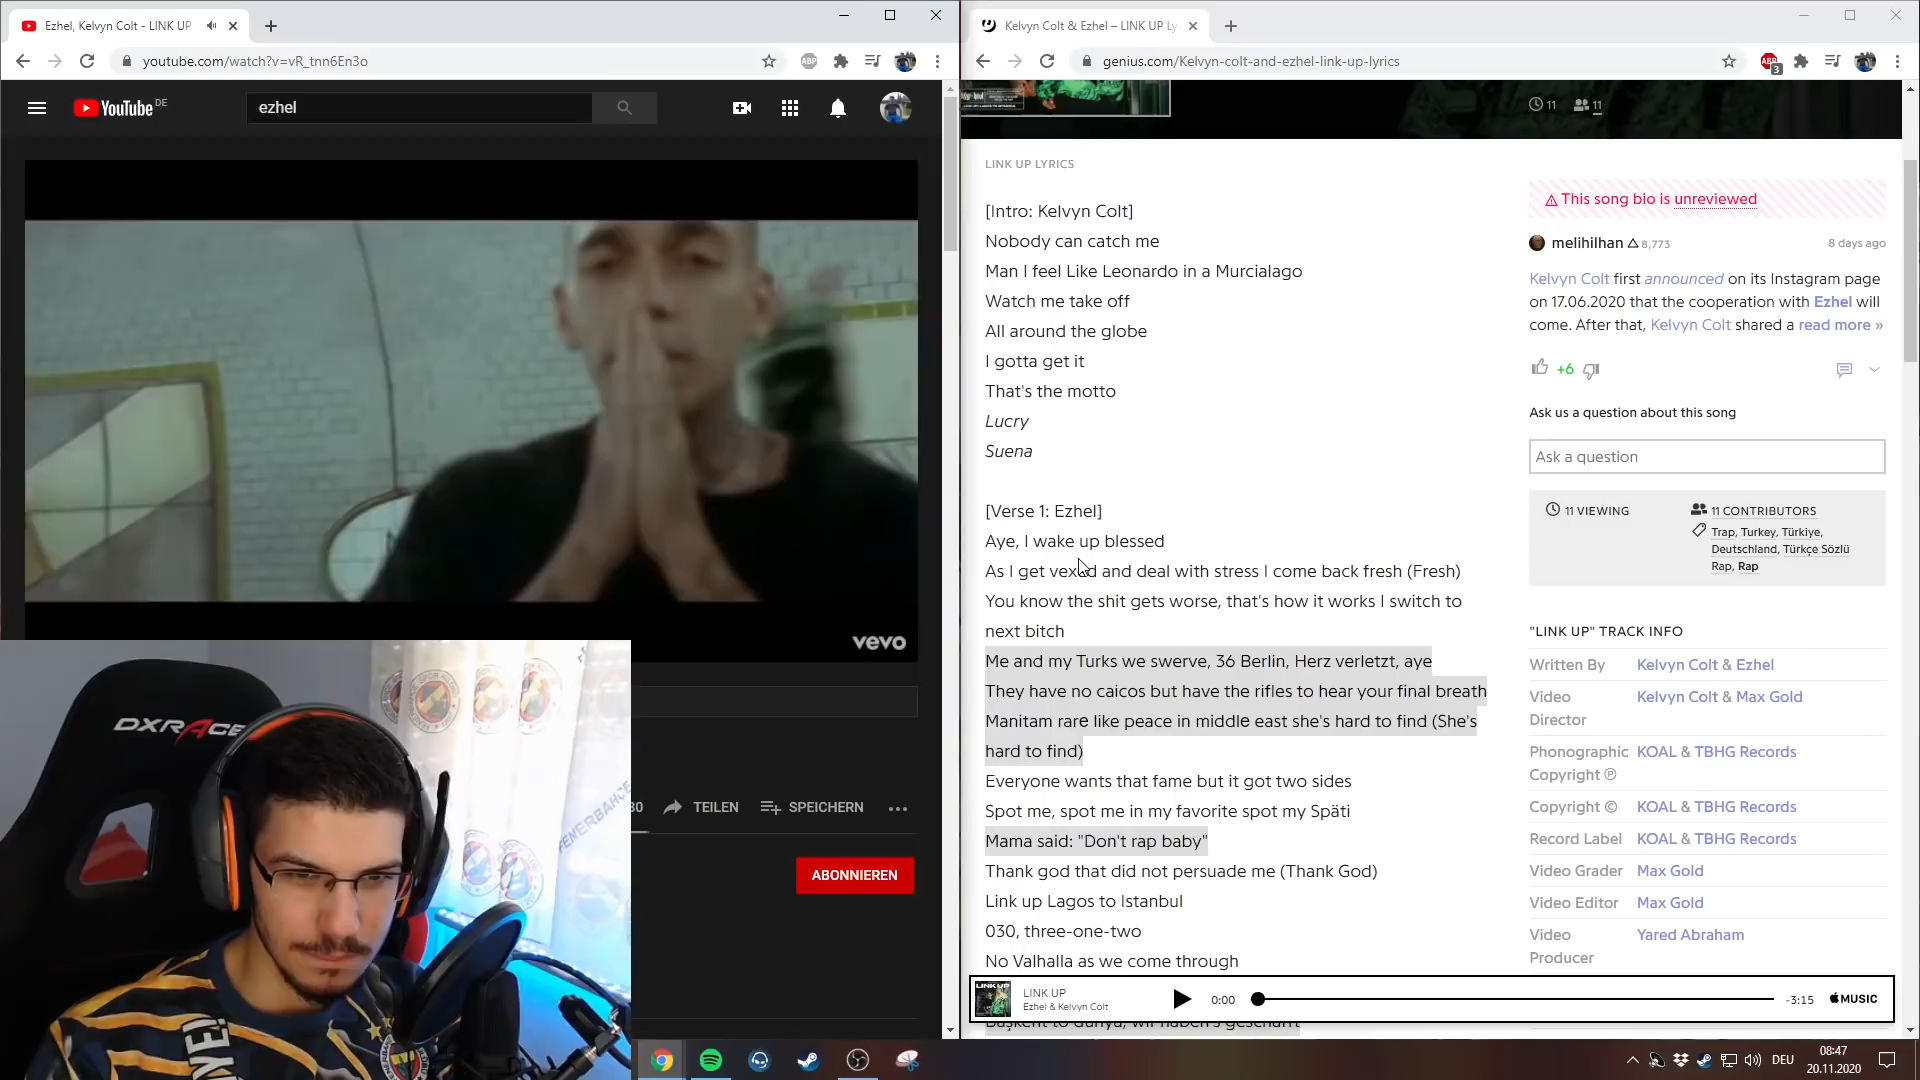 Ezhel, Kelvyn Colt - LINK UP
youtube.com/watch?v=vR_tnn6En3o
ABP
YouTube DE
ezhel
vevo
30
TEILEN
SPEICHERN
ABONNIEREN
DXRACE
FENERBAHÇE
Kelvyn Colt & Ezhel – LINK UP Ly
genius.com/Kelvyn-colt-and-ezhel-link-up-lyrics
ABP
3
11 11
LINK UP LYRICS
[Intro: Kelvyn Colt]
Nobody can catch me
Man I feel Like Leonardo in a Murcialago
Watch me take off
All around the globe
I gotta get it
That's the motto
Lucry
Suena
[Verse 1: Ezhel]
Aye, I wake up blessed
As I get vexed and deal with stress I come back fresh (Fresh)
You know the shit gets worse, that's how it works I switch to
next bitch
Me and my Turks we swerve, 36 Berlin, Herz verletzt, aye
They have no caicos but have the rifles to hear your final breath
Manitam rare like peace in middle east she's hard to find (She's
hard to find)
Everyone wants that fame but it got two sides
Spot me, spot me in my favorite spot my Späti
Mama said: "Don't rap baby"
Thank god that did not persuade me (Thank God)
Link up Lagos to Istanbul
030, three-one-two
No Valhalla as we come through
Başkent to Dünya, wir haben's geschafft
This song bio is unreviewed
melihilhan 8,773
8 days ago
Kelvyn Colt first announced on its Instagram page
on 17.06.2020 that the cooperation with Ezhel will
come. After that, Kelvyn Colt shared a read more »
+6
Ask us a question about this song
Ask a question
11 VIEWING
11 CONTRIBUTORS
Trap, Turkey, Türkiye,
Deutschland, Türkçe Sözlü
Rap, Rap
"LINK UP" TRACK INFO
Written By Kelvyn Colt & Ezhel
Video Kelvyn Colt & Max Gold
Director
Phonographic KOAL & TBHG Records
Copyright ℗
Copyright © KOAL & TBHG Records
Record Label KOAL & TBHG Records
Video Grader Max Gold
Video Editor Max Gold
Video Yared Abraham
Producer
LINK UP
LINK UP
Ezhel & Kelvyn Colt
0:00
-3:15
MUSIC
DEU
08:47
20.11.2020